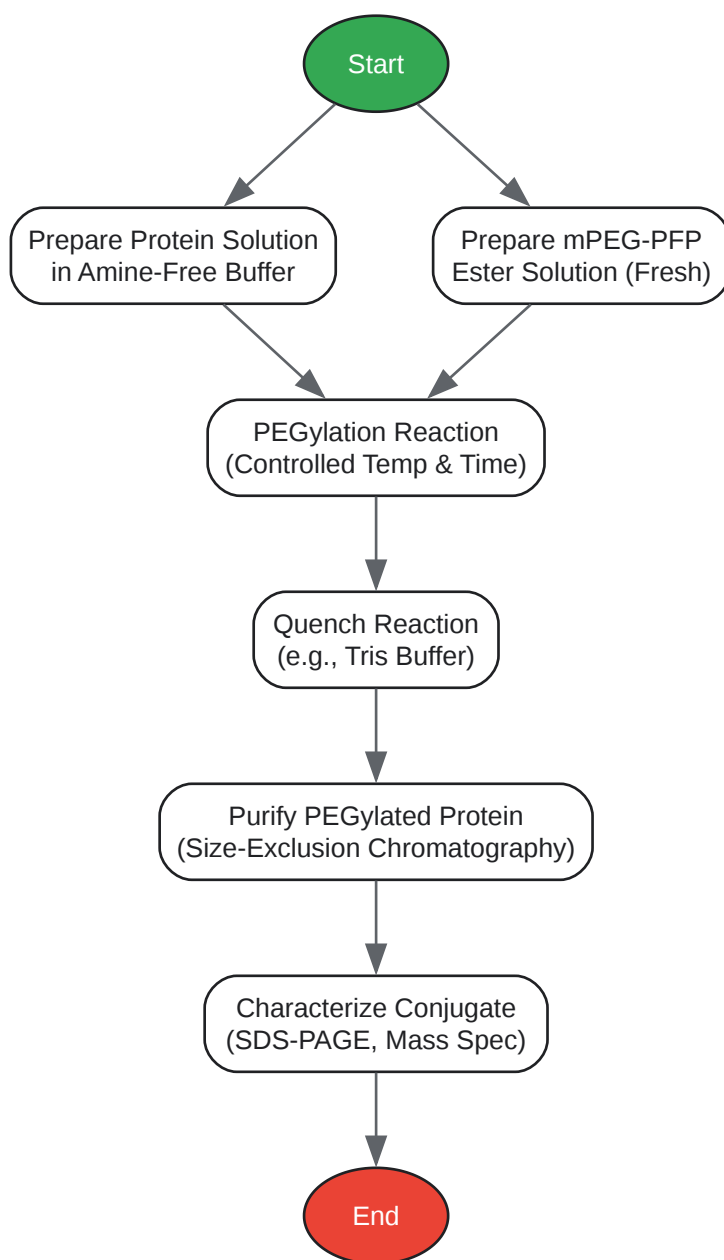 Start
Prepare Protein Solution
in Amine-Free Buffer
Prepare mPEG-PFP
Ester Solution (Fresh)
PEGylation Reaction
(Controlled Temp & Time)
Quench Reaction
(e.g., Tris Buffer)
Purify PEGylated Protein
(Size-Exclusion Chromatography)
Characterize Conjugate
(SDS-PAGE, Mass Spec)
End